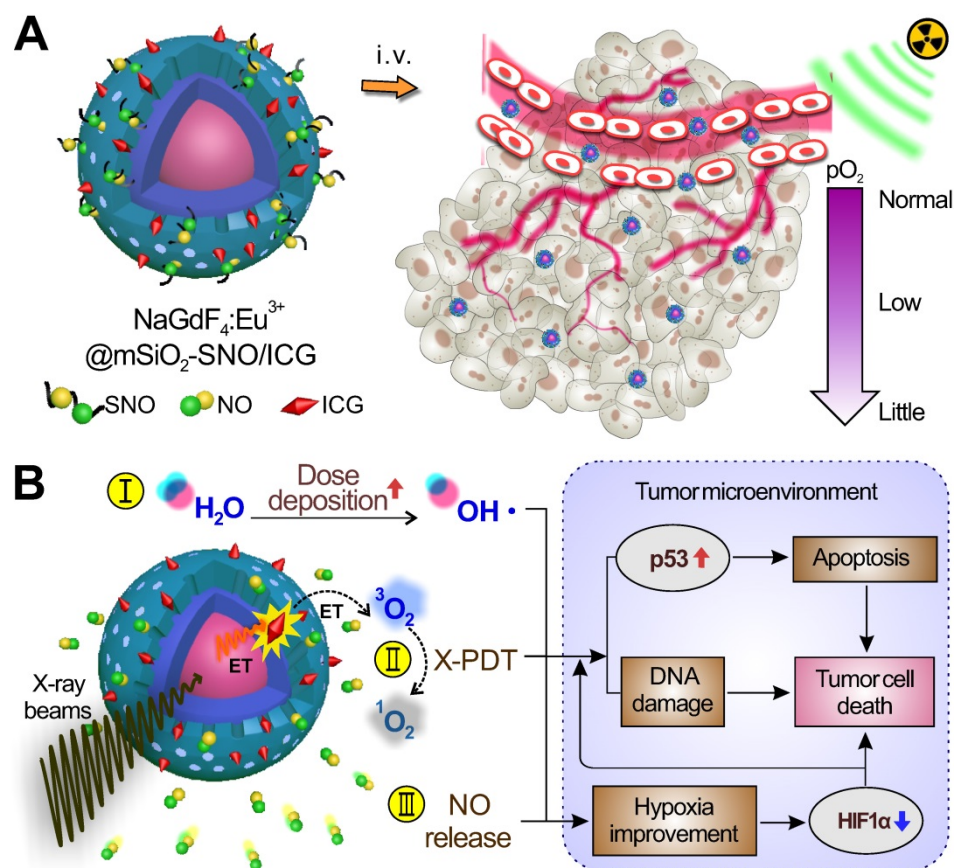 A
i.v.
pO₂
Normal
Low
Little
NaGdF₄:Eu³⁺
@mSiO₂-SNO/ICG
SNO
NO
ICG
B
I
H₂O
Dose
deposition
OH ·
ET
³O₂
ET
II
X-PDT
¹O₂
X-ray
beams
III
NO
release
Tumor microenvironment
p53
Apoptosis
DNA
damage
Tumor cell
death
Hypoxia
improvement
HIF1α